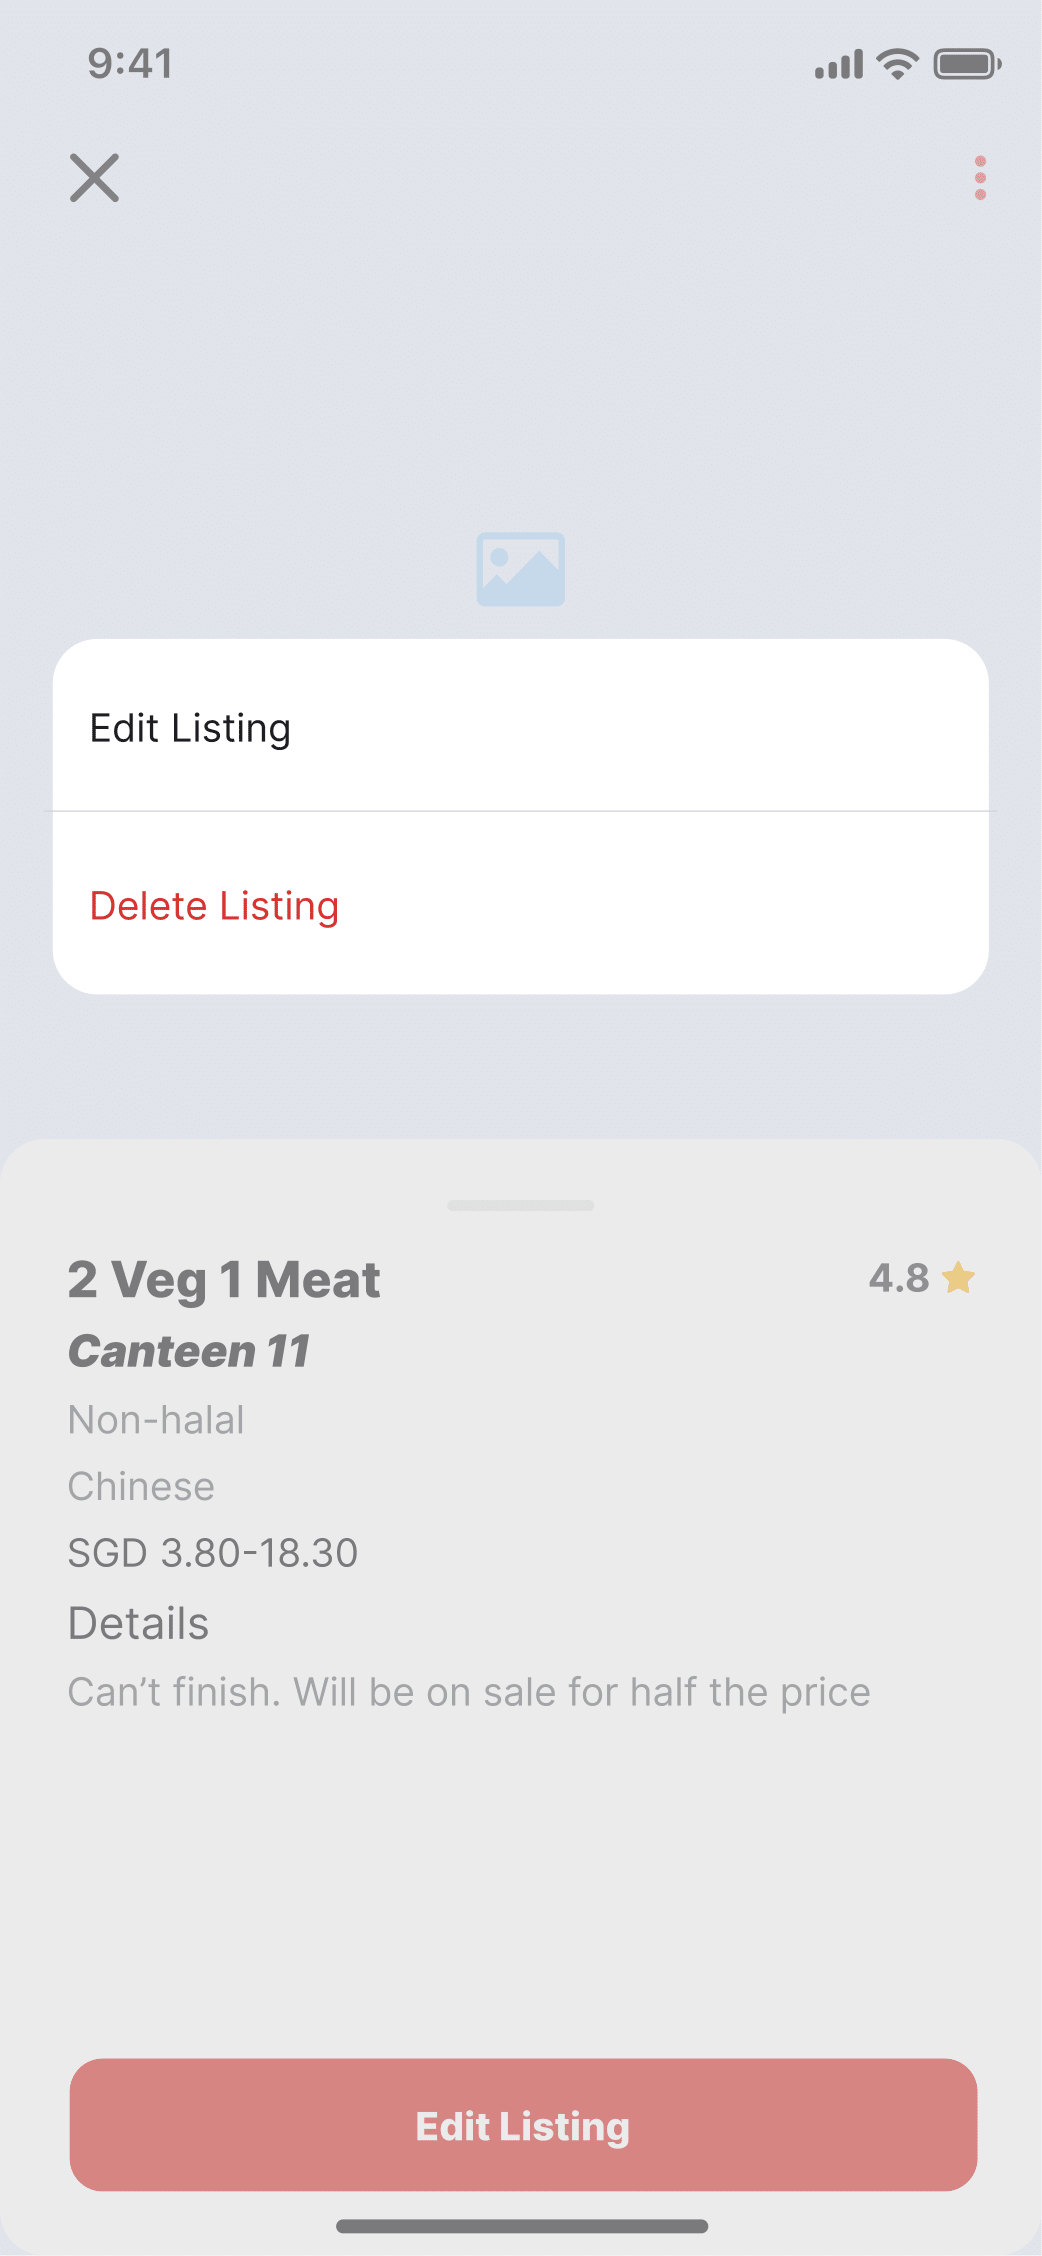 9:41
Edit Listing
Delete Listing
2 Veg 1 Meat
4.8
Canteen 11
Non-halal
Chinese
SGD 3.80-18.30
Details
Can’t finish. Will be on sale for half the price
Edit Listing